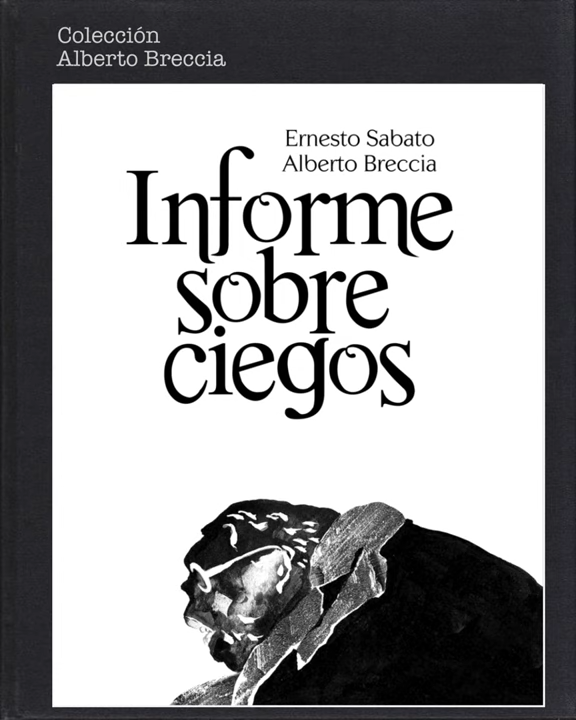 Colección
Alberto Breccia
Ernesto Sabato
Alberto Breccia
Informe
sobre
ciegos